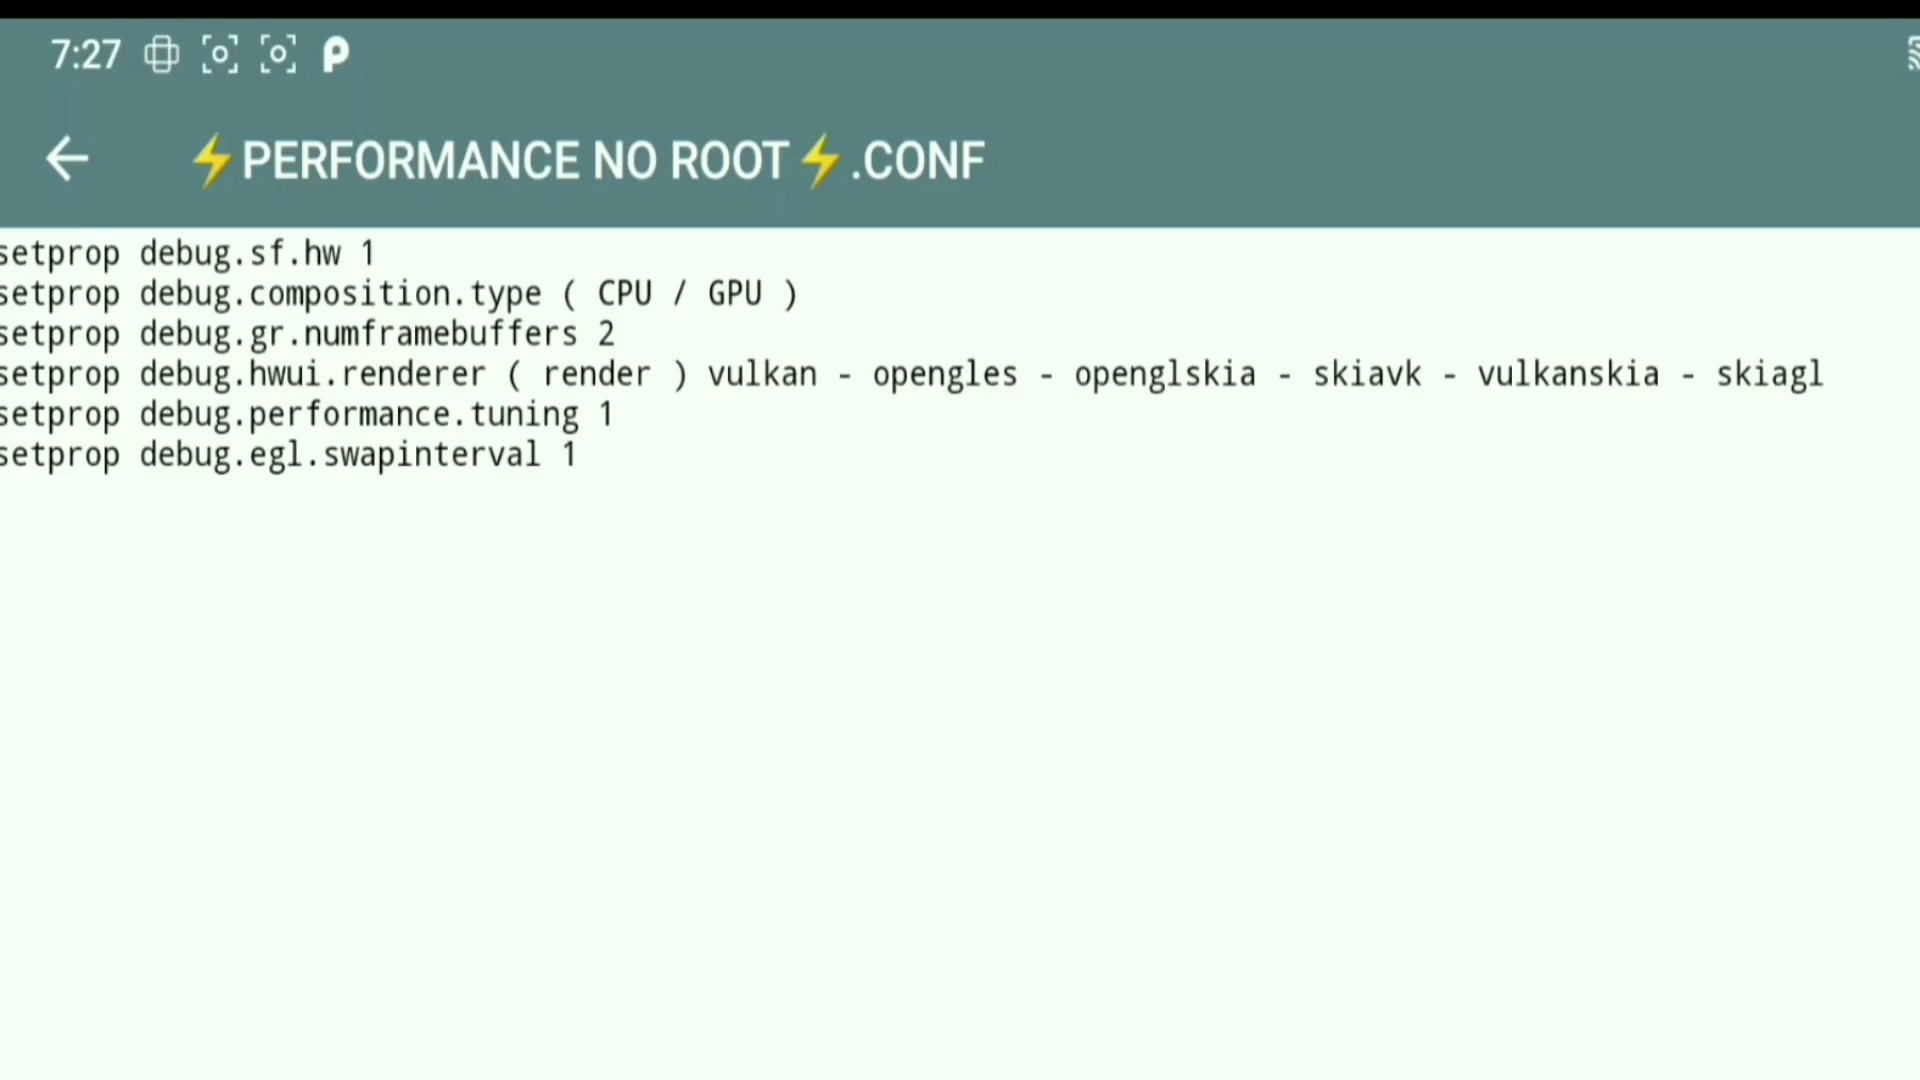 7:27
⚡PERFORMANCE NO ROOT⚡.CONF
setprop debug.sf.hw 1
setprop debug.composition.type ( CPU / GPU )
setprop debug.gr.numframebuffers 2
setprop debug.hwui.renderer ( render ) vulkan - opengles - openglskia - skiavk - vulkanskia - skiagl
setprop debug.performance.tuning 1
setprop debug.egl.swapinterval 1